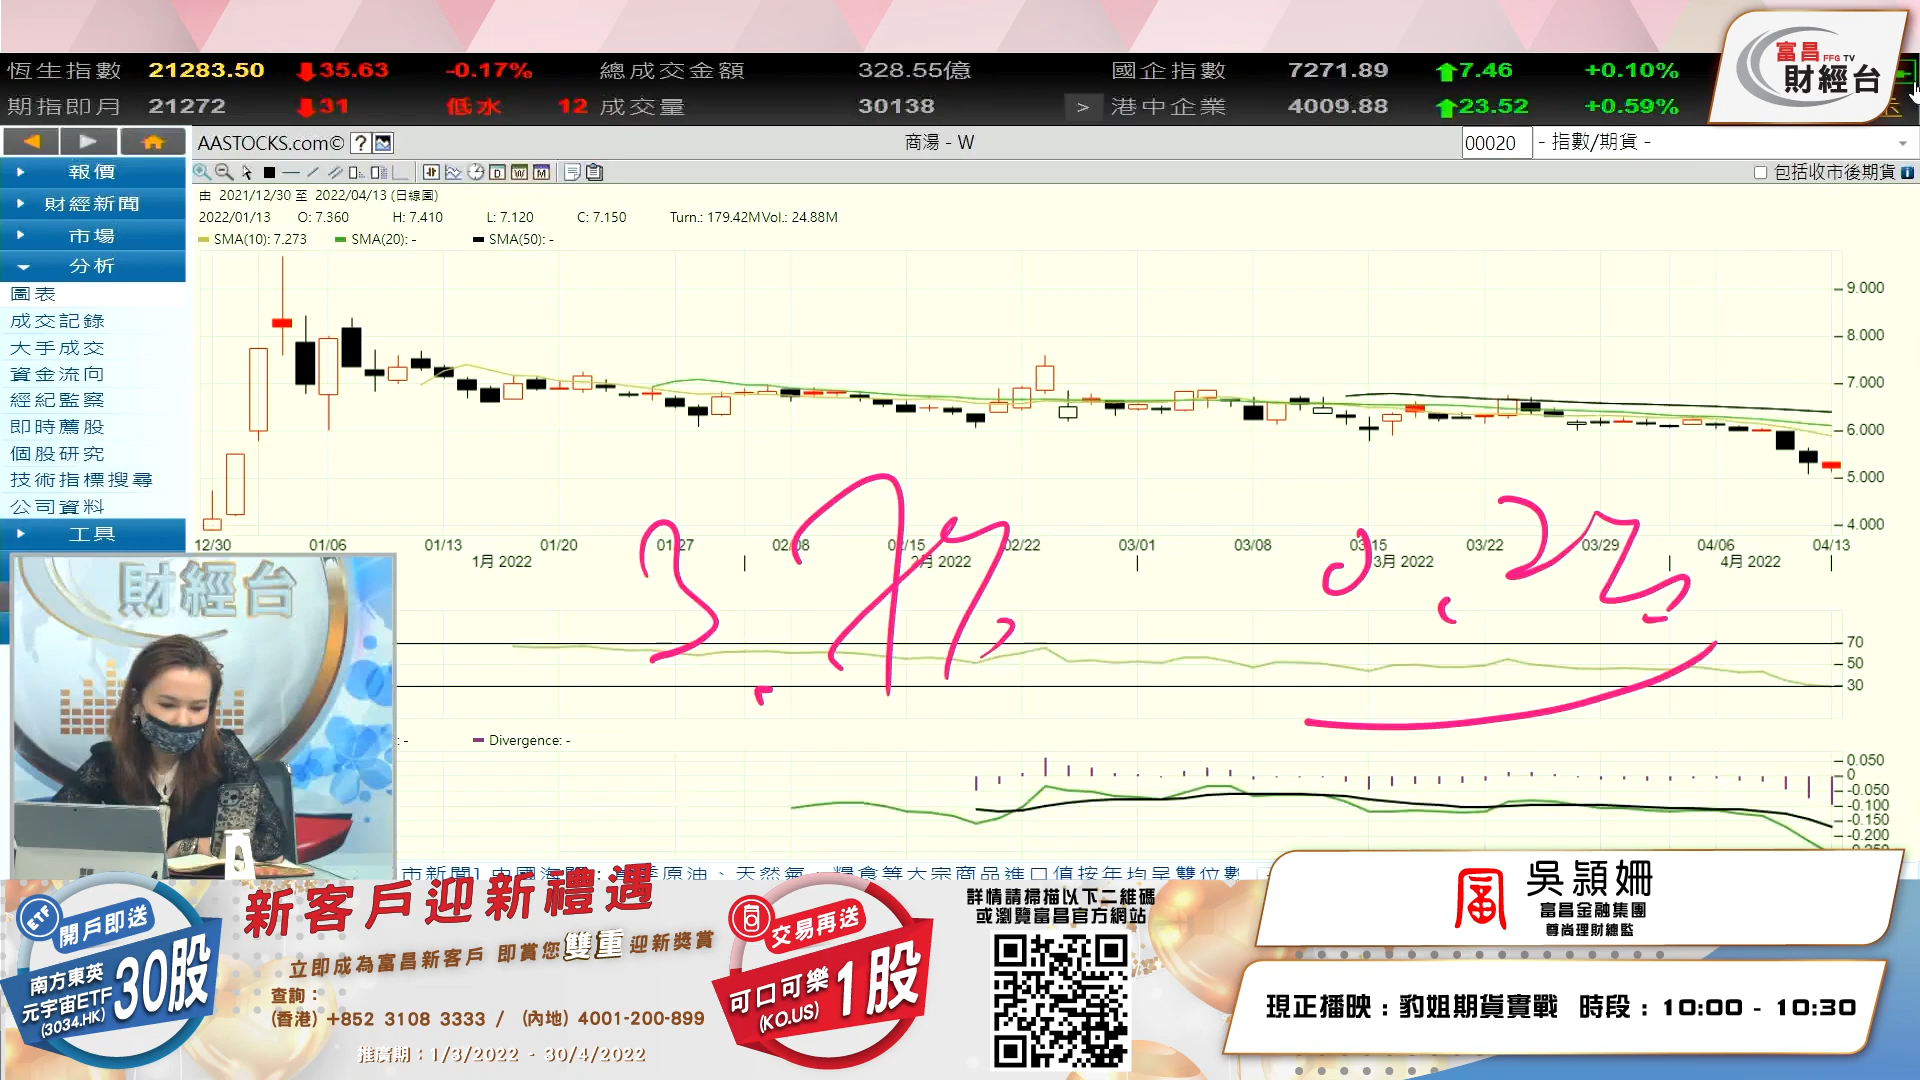 恆生指數 21283.50 35.63 -0.17% 總成交金額 328.55億 國企指數 7271.89 7.46 +0.10%
期指即月 21272 31 低水 12 成交量 30138 > 港中企業 4009.88 23.52 +0.59%
富昌 FFG TV
財經台
AASTOCKS.com© ? 商湯 - W 00020 - 指數/期貨 -
包括收市後期貨
報價
財經新聞
市場
分析
圖表
成交記錄
大手成交
資金流向
經紀監察
即時薦股
個股研究
技術指標搜尋
公司資料
工具
由 2021/12/30 至 2022/04/13 (日線圖)
2022/01/13 O: 7.360 H: 7.410 L: 7.120 C: 7.150 Turn.: 179.42M Vol.: 24.88M
SMA(10): 7.273 SMA(20): - SMA(50): -
9.000
8.000
7.000
6.000
5.000
4.000
12/30 01/06 01/13 01/20 01/27 02/08 02/15 02/22 03/01 03/08 03/15 03/22 03/29 04/06 04/13
1月 2022 2月 2022 3月 2022 4月 2022
70
50
30
: - Divergence: -
0.050
0
-0.050
-0.100
-0.150
-0.200
財經台
ETF 開戶即送
南方東英
元宇宙ETF 30股
(3034.HK)
新客戶迎新禮遇
立即成為富昌新客戶 即賞您雙重迎新獎賞
查詢：
(香港) +852 3108 3333 / (內地) 4001-200-899
推廣期：1/3/2022 - 30/4/2022
交易再送
可口可樂 1股
(KO.US)
詳情請掃描以下二維碼
或瀏覽富昌官方網站
吳穎姍
富昌金融集團
尊尚理財總監
現正播映：豹姐期貨實戰 時段：10:00 - 10:30